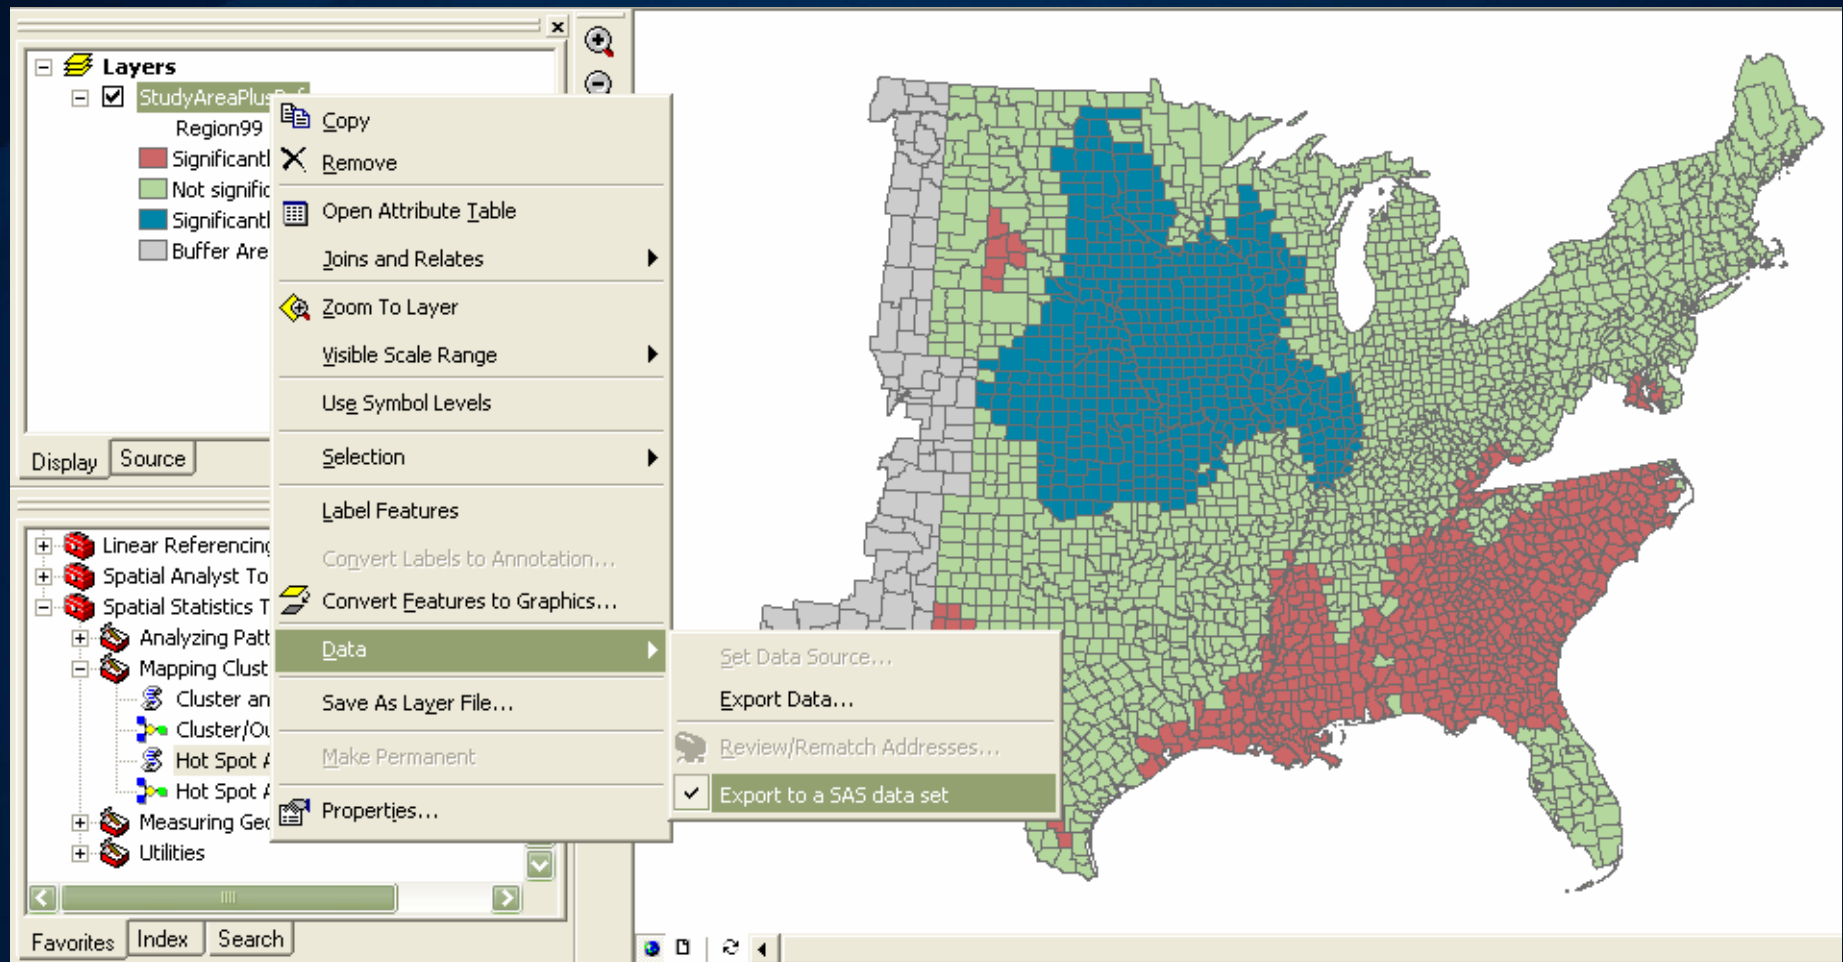 Layers
StudyAreaPlus
Region99
Significantl
Not signific
Significantl
Buffer Are
Display
Source
Copy
Remove
Open Attribute Table
Joins and Relates
Zoom To Layer
Visible Scale Range
Use Symbol Levels
Selection
Label Features
Convert Labels to Annotation...
Convert Features to Graphics...
Data
Save As Layer File...
Make Permanent
Properties...
Set Data Source...
Export Data...
Review/Rematch Addresses...
Export to a SAS data set
Linear Referencing
Spatial Analyst To
Spatial Statistics T
Analyzing Patt
Mapping Clust
Cluster an
Cluster/Ou
Hot Spot A
Hot Spot A
Measuring Geo
Utilities
Favorites
Index
Search